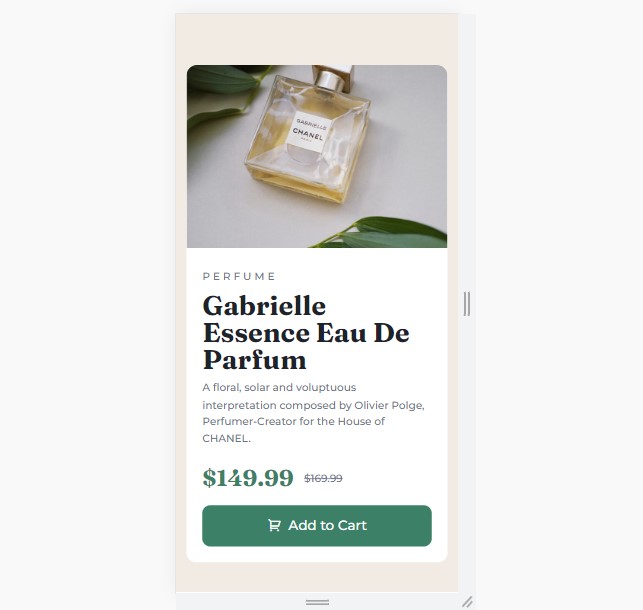 GABRIELLE
CHANEL
PARIS
PERFUME
Gabrielle
Essence Eau De
Parfum
A floral, solar and voluptuous
interpretation composed by Olivier Polge,
Perfumer-Creator for the House of
CHANEL.
$149.99 $169.99
Add to Cart